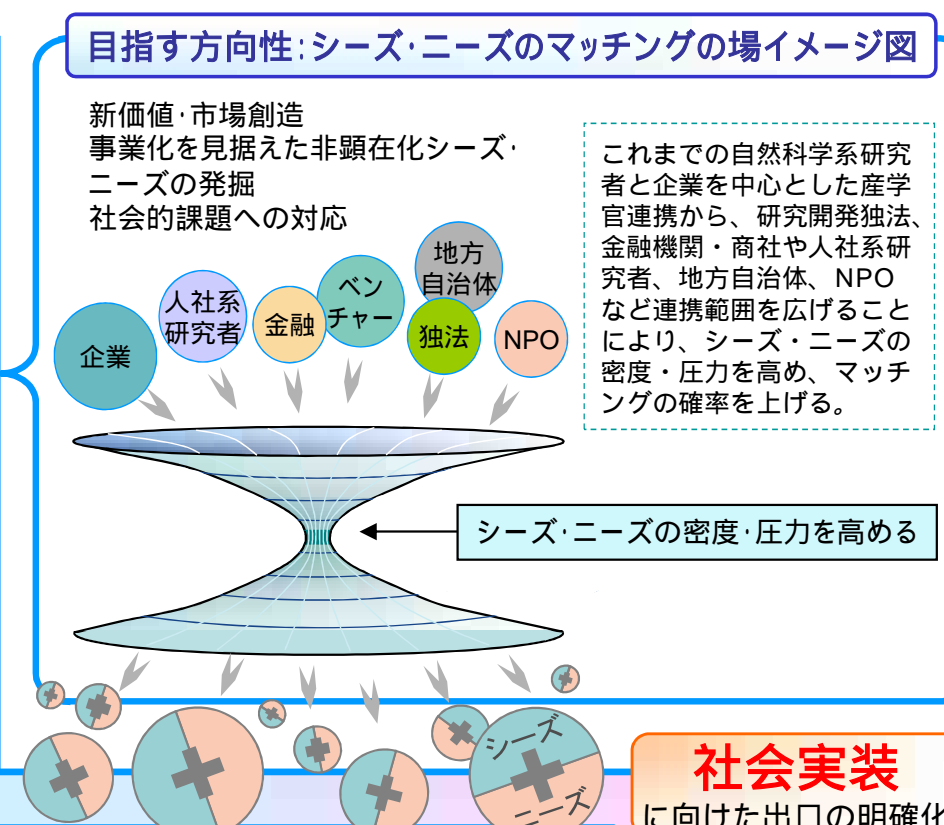 目指す方向性:シーズ・ニーズのマッチングの場イメージ図
新価値・市場創造
事業化を見据えた非顕在化シーズ・
ニーズの発掘
社会的課題への対応
これまでの自然科学系研究
者と企業を中心とした産学
官連携から、研究開発独法、
金融機関・商社や人社系研
究者、地方自治体、NPO
など連携範囲を広げること
により、シーズ・ニーズの
密度・圧力を高め、マッチ
ングの確率を上げる。
企業
人社系
研究者
金融
ベン
チャー
地方
自治体
独法
NPO
シーズ・ニーズの密度・圧力を高める
シーズ
ニーズ
社会実装
に向けた出口の明確化